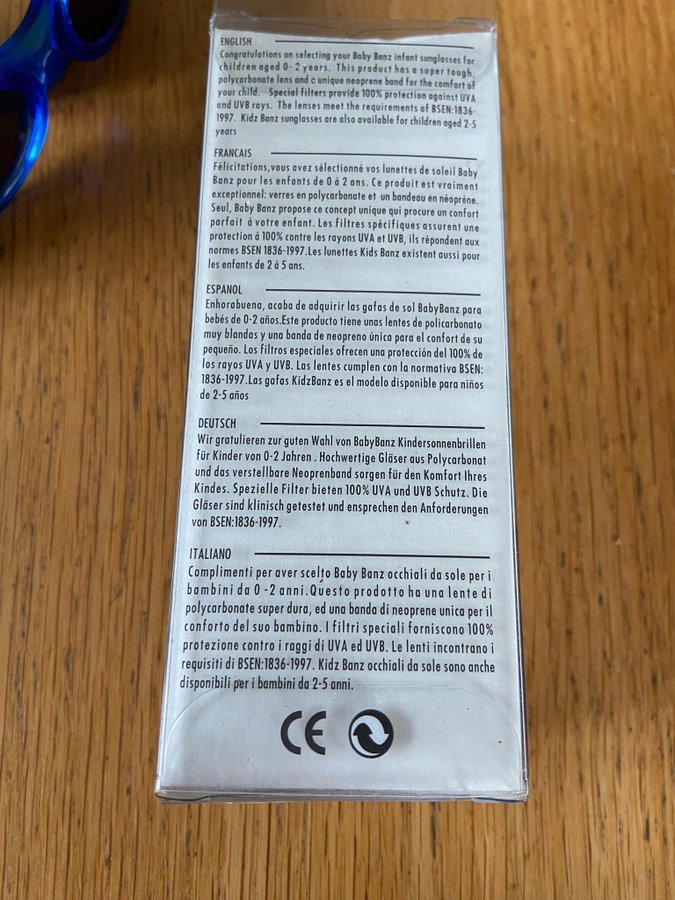 ENGLISH
Congratulations on selecting your Baby Banz infant sunglasses for
children aged 0- 2 years. This product has a super tough,
polycarbonate lens and a unique neoprene band for the comfort of
your child. Special filters provide 100% protection against UVA
and UVB rays. The lenses meet the requirements of BSEN:1836-
1997. Kidz Banz sunglasses are also available for children aged 2-5
years
FRANCAIS
Félicitations,vous avez sélectionné vos lunettes de soleil Baby
Banz pour les enfants de 0 à 2 ans. Ce produit est vraiment
exceptionnel: verres en polycarbonate et un bandeau en néoprène.
Seul, Baby Banz propose ce concept unique qui procure un confort
parfait à votre enfant. Les filtres spécifiques assurent une
protection à 100% contre les rayons UVA et UVB, ils répondent aux
normes BSEN 1836-1997.Les lunettes Kids Banz existent aussi pour
les enfants de 2 à 5 ans.
ESPANOL
Enhorabuena, acaba de adquirir las gafas de sol BabyBanz para
bebés de 0-2 años.Este producto tiene unas lentes de policarbonato
muy blandas y una banda de neopreno única para el confort de su
pequeño. Los filtros especiales ofrecen una protección del 100% de
los rayos UVA y UVB. Las lentes cumplen con la normativa BSEN:
1836-1997.Las gafas KidzBanz es el modelo disponible para niños
de 2-5 años
DEUTSCH
Wir gratulieren zur guten Wahl von BabyBanz Kindersonnenbrillen
für Kinder von 0-2 Jahren . Hochwertige Gläser aus Polycarbonat
und das verstellbare Neoprenband sorgen für den Komfort Ihres
Kindes. Spezielle Filter bieten 100% UVA und UVB Schutz. Die
Gläser sind klinisch getestet und ensprechen den Anforderungen
von BSEN:1836-1997.
ITALIANO
Complimenti per aver scelto Baby Banz occhiali da sole per i
bambini da 0 -2 anni.Questo prodotto ha una lente di
polycarbonate super dura, ed una banda di neoprene unica per il
conforto del suo bambino. I filtri speciali forniscono 100%
protezione contro i raggi di UVA ed UVB. Le lenti incontrano i
requisiti di BSEN:1836-1997. Kidz Banz occhiali da sole sono anche
disponibili per i bambini da 2-5 anni.
CE